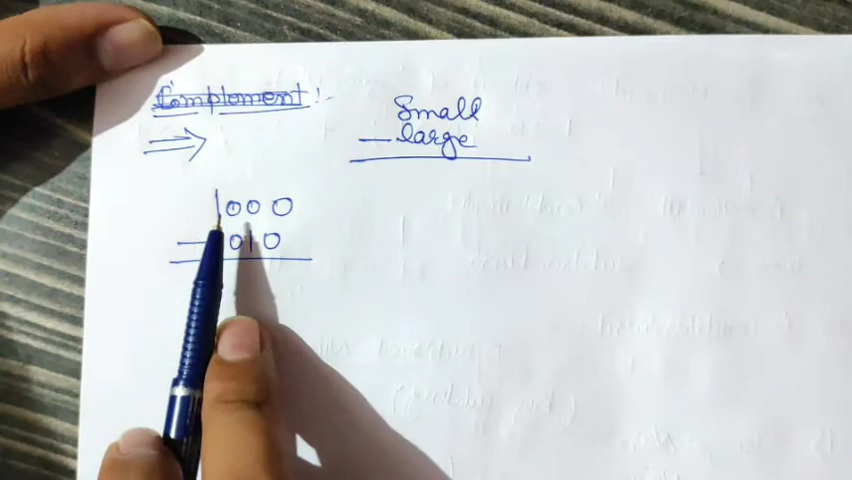 Complement :-
⇒
Small
— large
1000
— 010